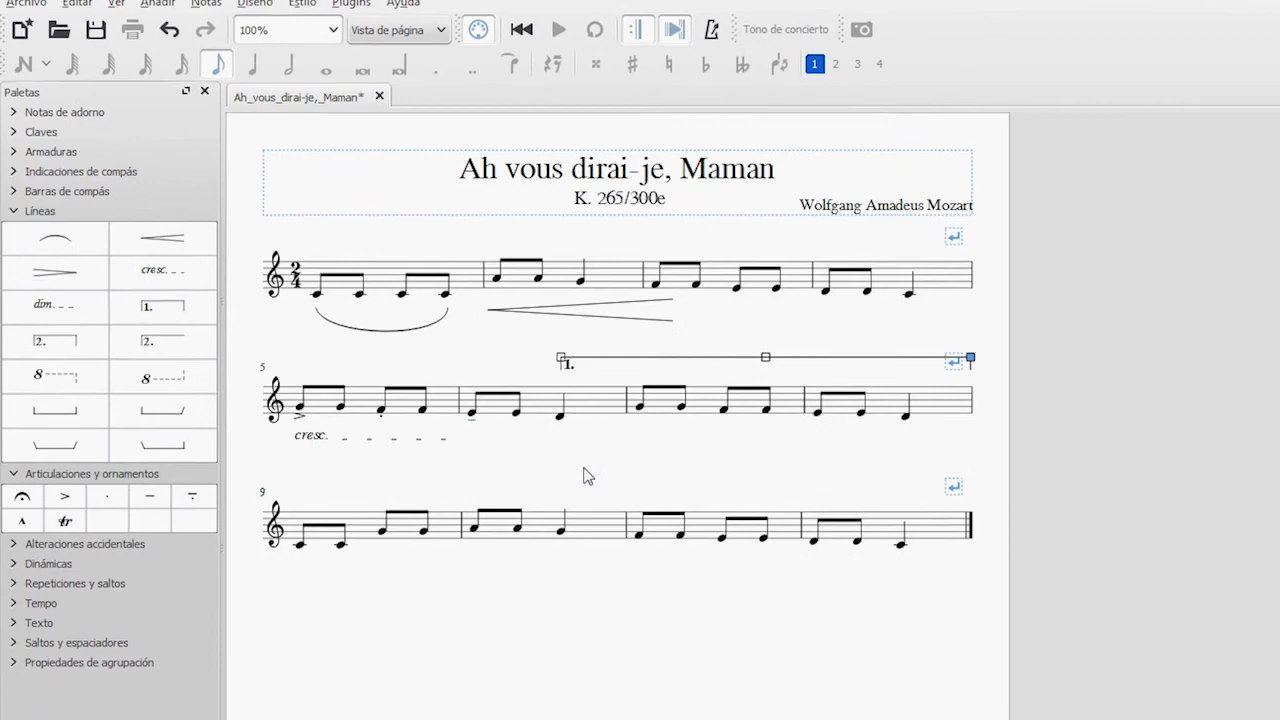 Archivo Editar Ver Añadir Notas Diseño Estilo Plugins Ayuda
100% Vista de página Tono de concierto
1 2 3 4
Paletas
Ah_vous_dirai-je,_Maman*
Notas de adorno
Claves
Armaduras
Indicaciones de compás
Barras de compás
Líneas
cresc.
dim. 1.
2. 2.
8 8
Articulaciones y ornamentos
tr
Alteraciones accidentales
Dinámicas
Repeticiones y saltos
Tempo
Texto
Saltos y espaciadores
Propiedades de agrupación
Ah vous dirai-je, Maman
K. 265/300e
Wolfgang Amadeus Mozart
2
4
1.
5
cresc.
9